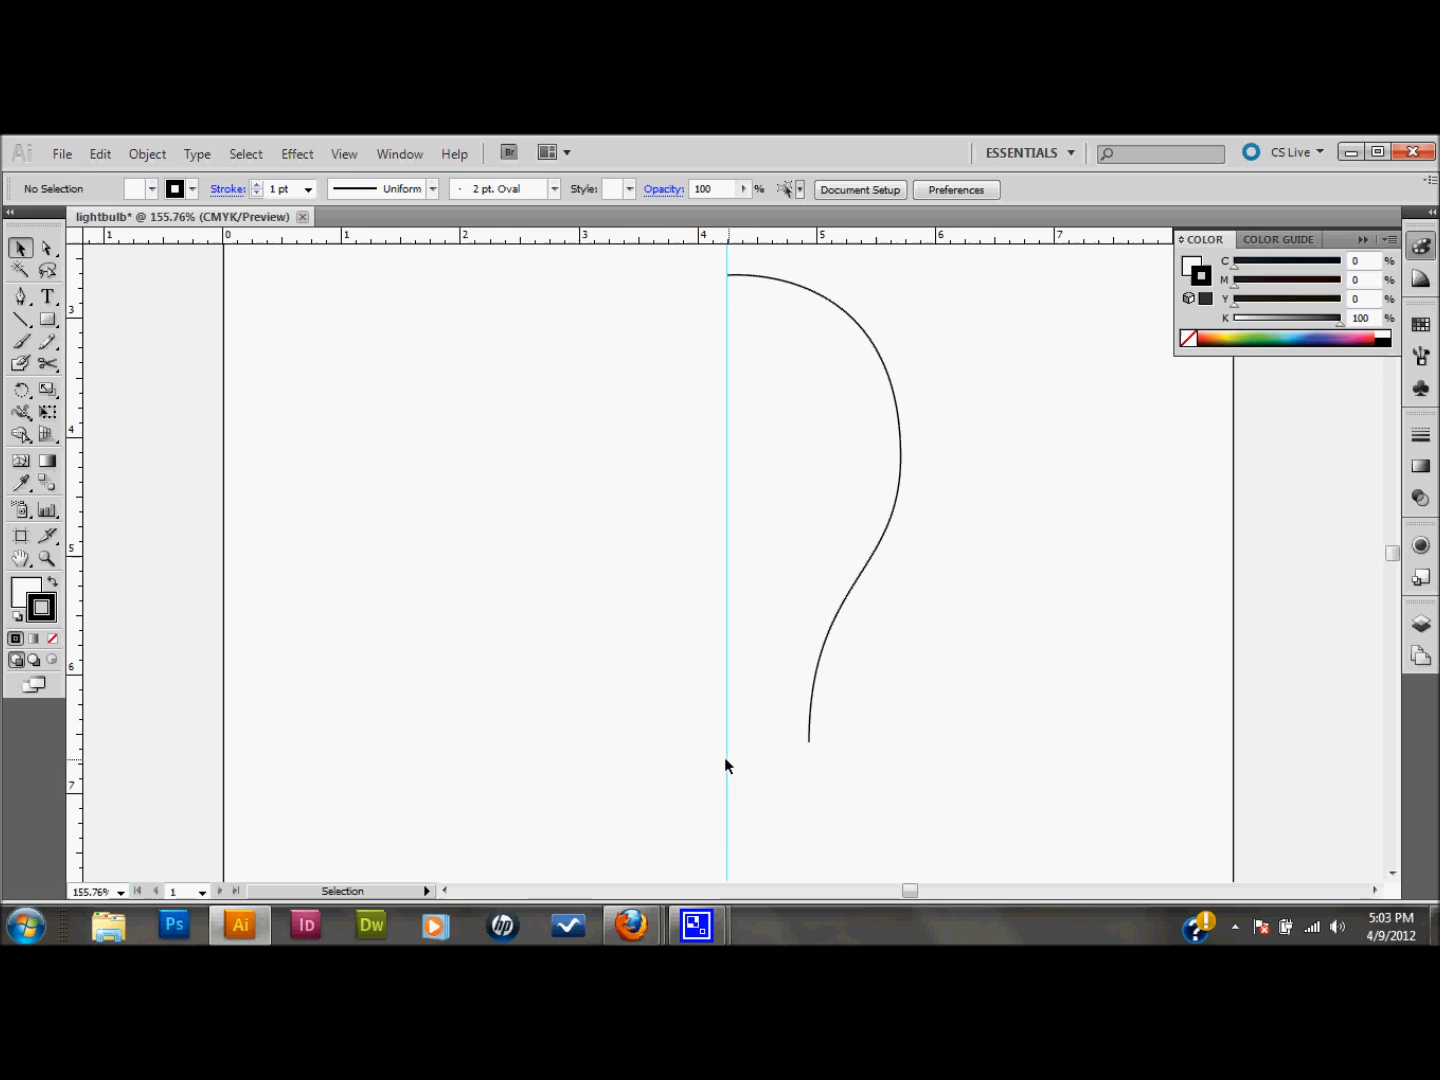 Ai File Edit Object Type Select Effect View Window Help Br ESSENTIALS CS Live
No Selection Stroke: 1 pt Uniform 2 pt. Oval Style: Opacity: 100 % Document Setup Preferences
lightbulb* @ 155.76% (CMYK/Preview)
1 0 1 2 3 4 5 6 7
COLOR COLOR GUIDE
C 0 %
M 0 %
Y 0 %
K 100 %
T
3
4
5
6
7
155.76% 1 Selection
Ps Ai Id Dw hp
5:03 PM
4/9/2012